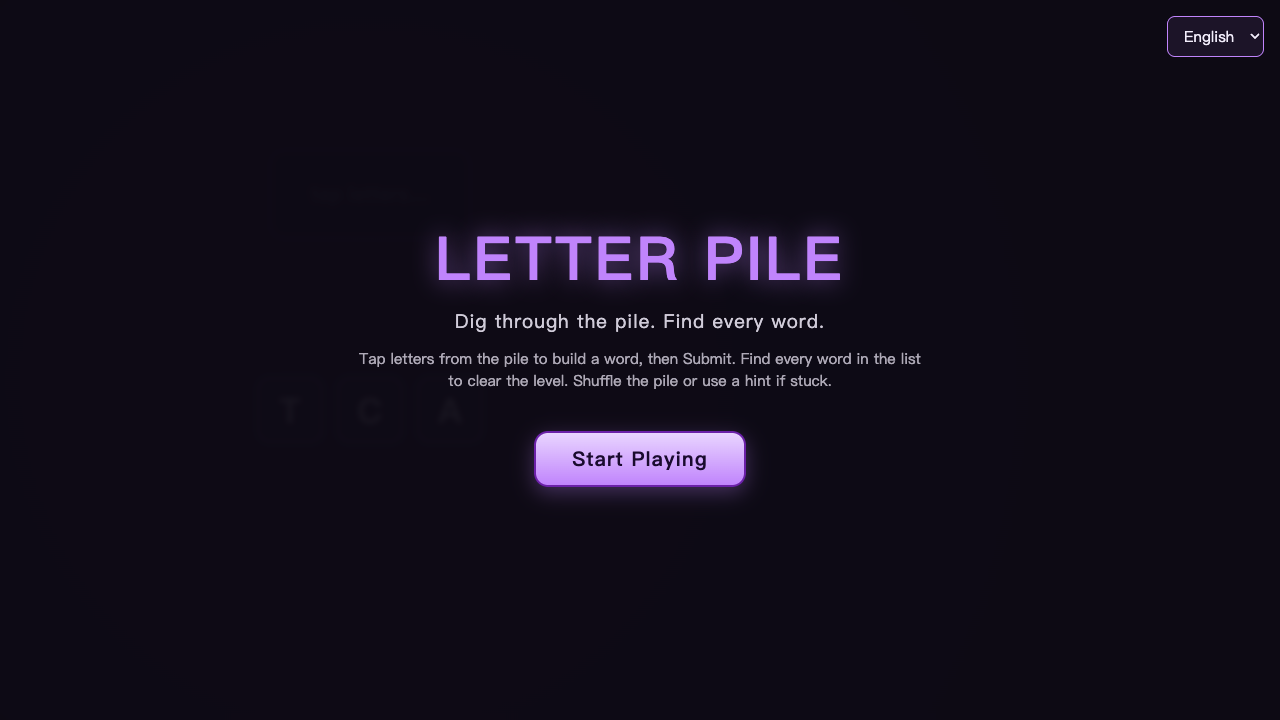 English
LETTER PILE
Dig through the pile. Find every word.
Tap letters from the pile to build a word, then Submit. Find every word in the list
to clear the level. Shuffle the pile or use a hint if stuck.
T C A
Start Playing